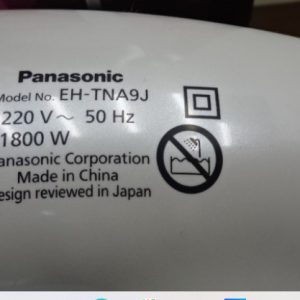 Panasonic
Model No. EH-TNA9J
220 V～ 50 Hz
1800 W
anasonic Corporation
Made in China
esign reviewed in Japan